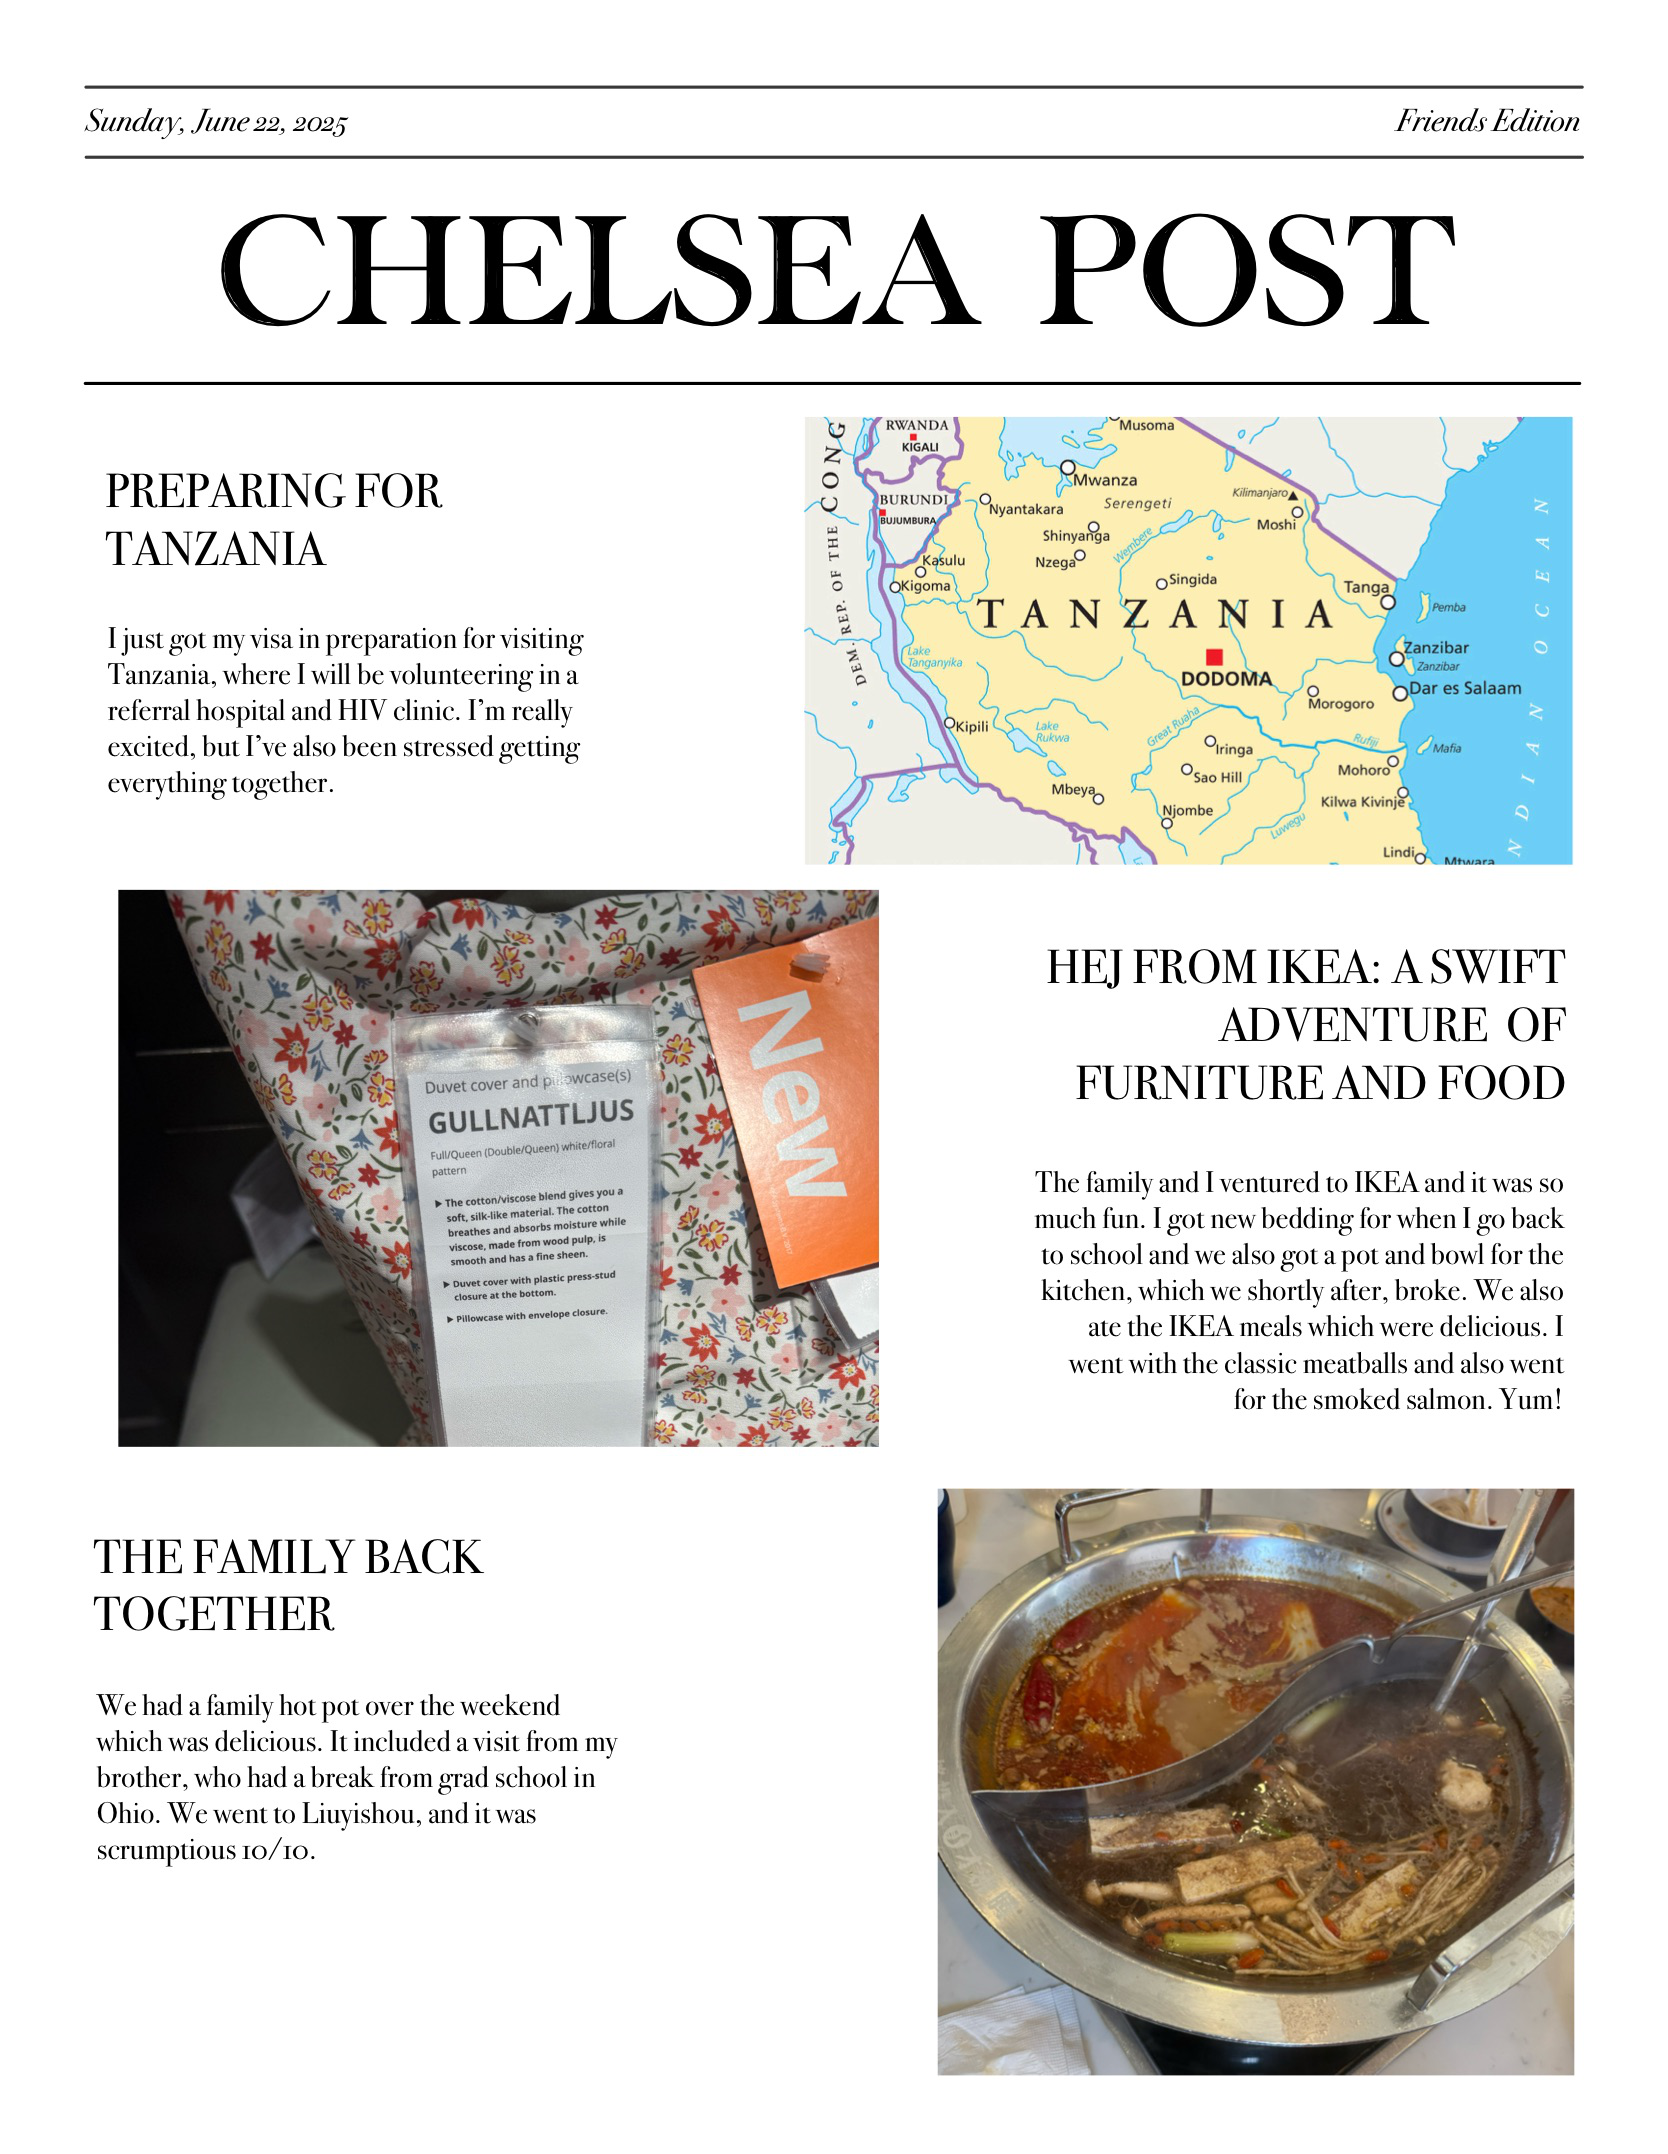 Sunday, June 22, 2025
Friends Edition
CHELSEA POST
PREPARING FOR
TANZANIA
I just got my visa in preparation for visiting
Tanzania, where I will be volunteering in a
referral hospital and HIV clinic. I'm really
excited, but I've also been stressed getting
everything together.
DEM. REP. OF THE CONG
RWANDA
KIGALI
BURUNDI
BUJUMBURA
Musoma
Mwanza
Serengeti
Kilimanjaro
Nyantakara
Moshi
Shinyanga
Wembere
Nzega
Kasulu
Kigoma
Singida
Tanga
TANZANIA
Pemba
Lake
Tanganyika
Zanzibar
Zanzibar
DODOMA
Dar es Salaam
Morogoro
Kipili
Lake
Rukwa
Great Ruaha
Iringa
Rufiji
Mafia
Sao Hill
Mohoro
Mbeya
Kilwa Kivinje
Njombe
Luwegu
Lindi
Mtwara
La
NDIAN OCEAN
Duvet cover and pillowcase(s)
GULLNATTLJUS
Full/Queen (Double/Queen) white/floral
pattern
▶ The cotton/viscose blend gives you a
soft, silk-like material. The cotton
breathes and absorbs moisture while
viscose, made from wood pulp, is
smooth and has a fine sheen.
▶ Duvet cover with plastic press-stud
closure at the bottom.
▶ Pillowcase with envelope closure.
New
HEJ FROM IKEA: A SWIFT
ADVENTURE OF
FURNITURE AND FOOD
The family and I ventured to IKEA and it was so
much fun. I got new bedding for when I go back
to school and we also got a pot and bowl for the
kitchen, which we shortly after, broke. We also
ate the IKEA meals which were delicious. I
went with the classic meatballs and also went
for the smoked salmon. Yum!
THE FAMILY BACK
TOGETHER
We had a family hot pot over the weekend
which was delicious. It included a visit from my
brother, who had a break from grad school in
Ohio. We went to Liuyishou, and it was
scrumptious 10/10.